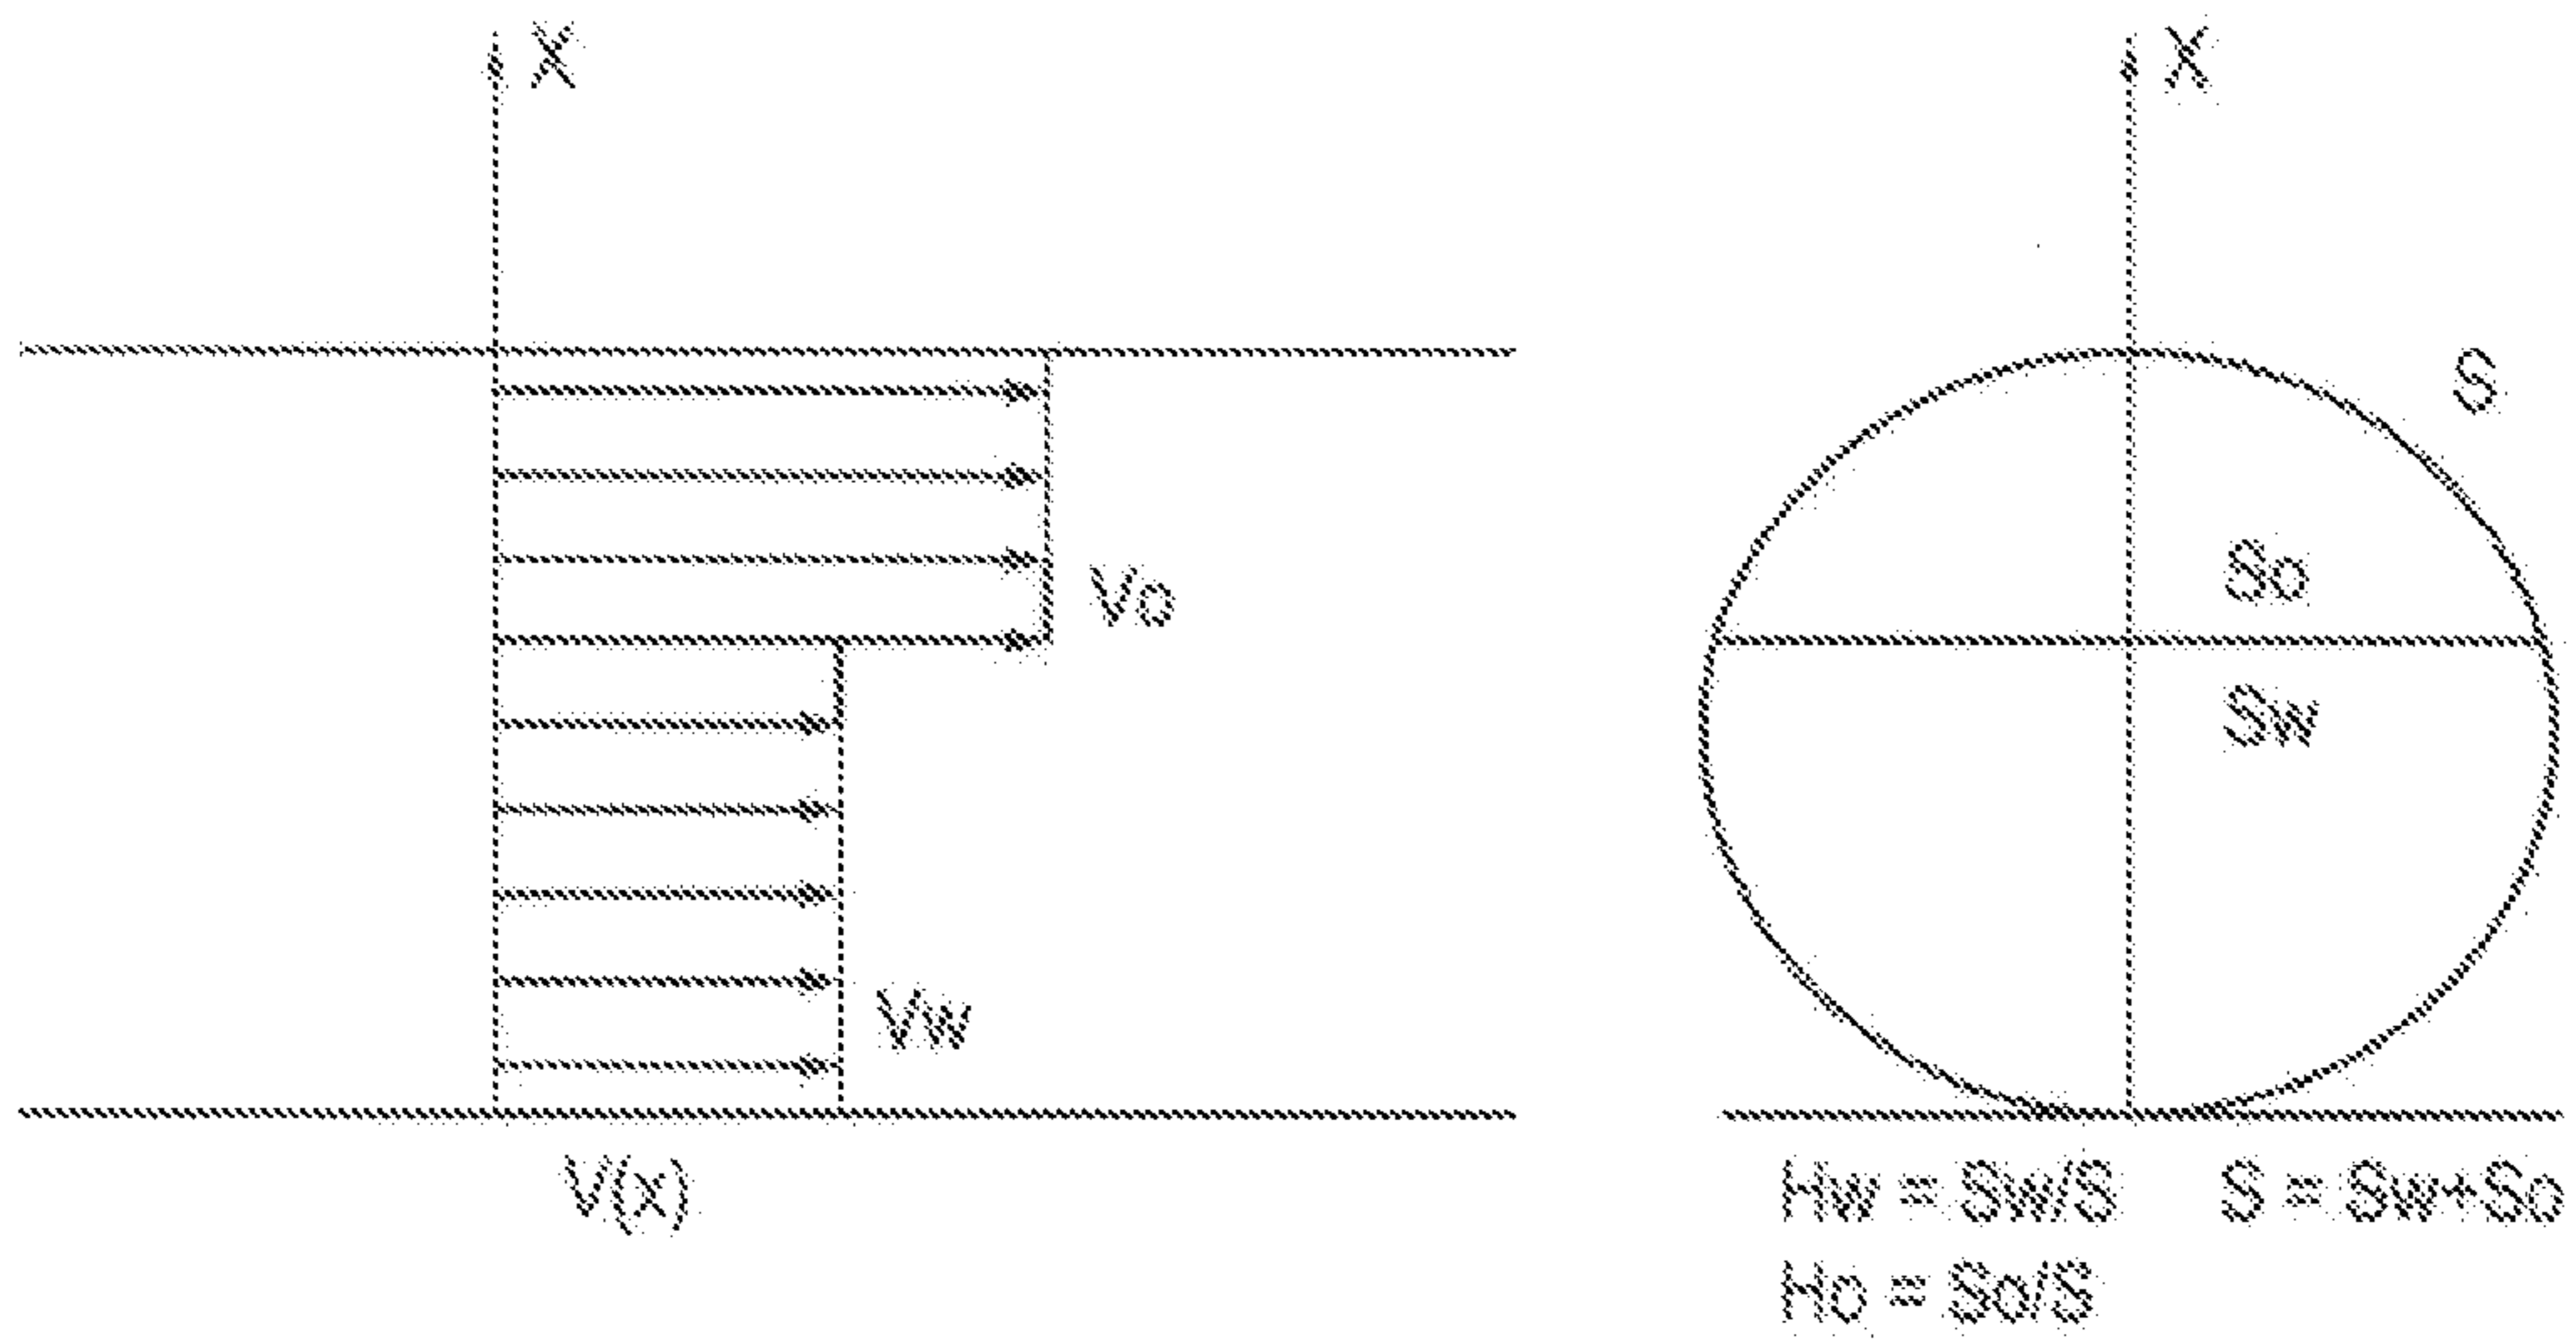 X
X
S
Vo
So
Sw
Vw
V(x)
Hw = Sw/S S = Sw+So
Ho = So/S